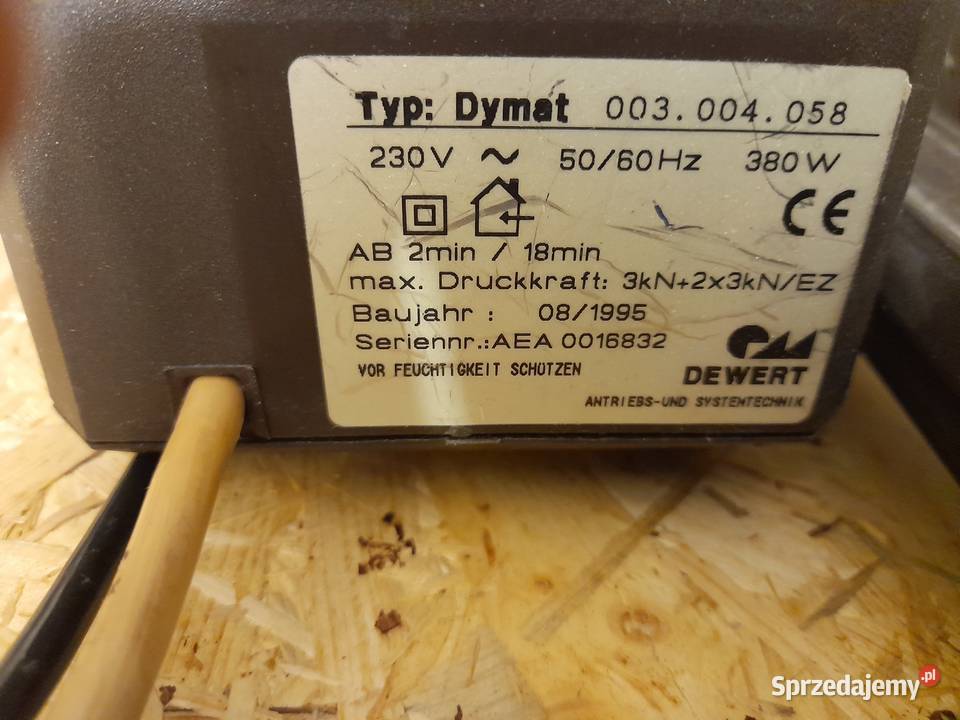 Typ: Dymat 003.004.058
230V ~ 50/60Hz 380W
CE
AB 2min / 18min
max. Druckkraft: 3kN+2x3kN/EZ
Baujahr : 08/1995
Seriennr.:AEA 0016832
VOR FEUCHTIGKEIT SCHÜTZEN
DEWERT
ANTRIEBS-UND SYSTEMTECHNIK
Sprzedajemy.pl